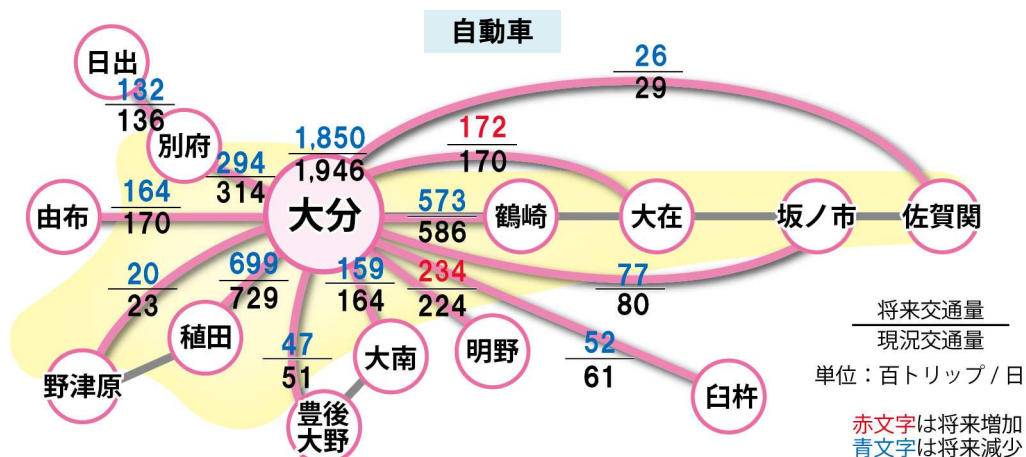 自動車
日出
132
136
別府
26
29
172
170
1,850
1,946
294
314
大分
由布
164
170
573
586
鶴崎
大在
坂ノ市
佐賀関
20
23
699
729
159
164
234
224
77
80
将来交通量
現況交通量
単位：百トリップ / 日
野津原
稙田
47
51
大南
明野
52
61
臼杵
豊後
大野
赤文字は将来増加
青文字は将来減少